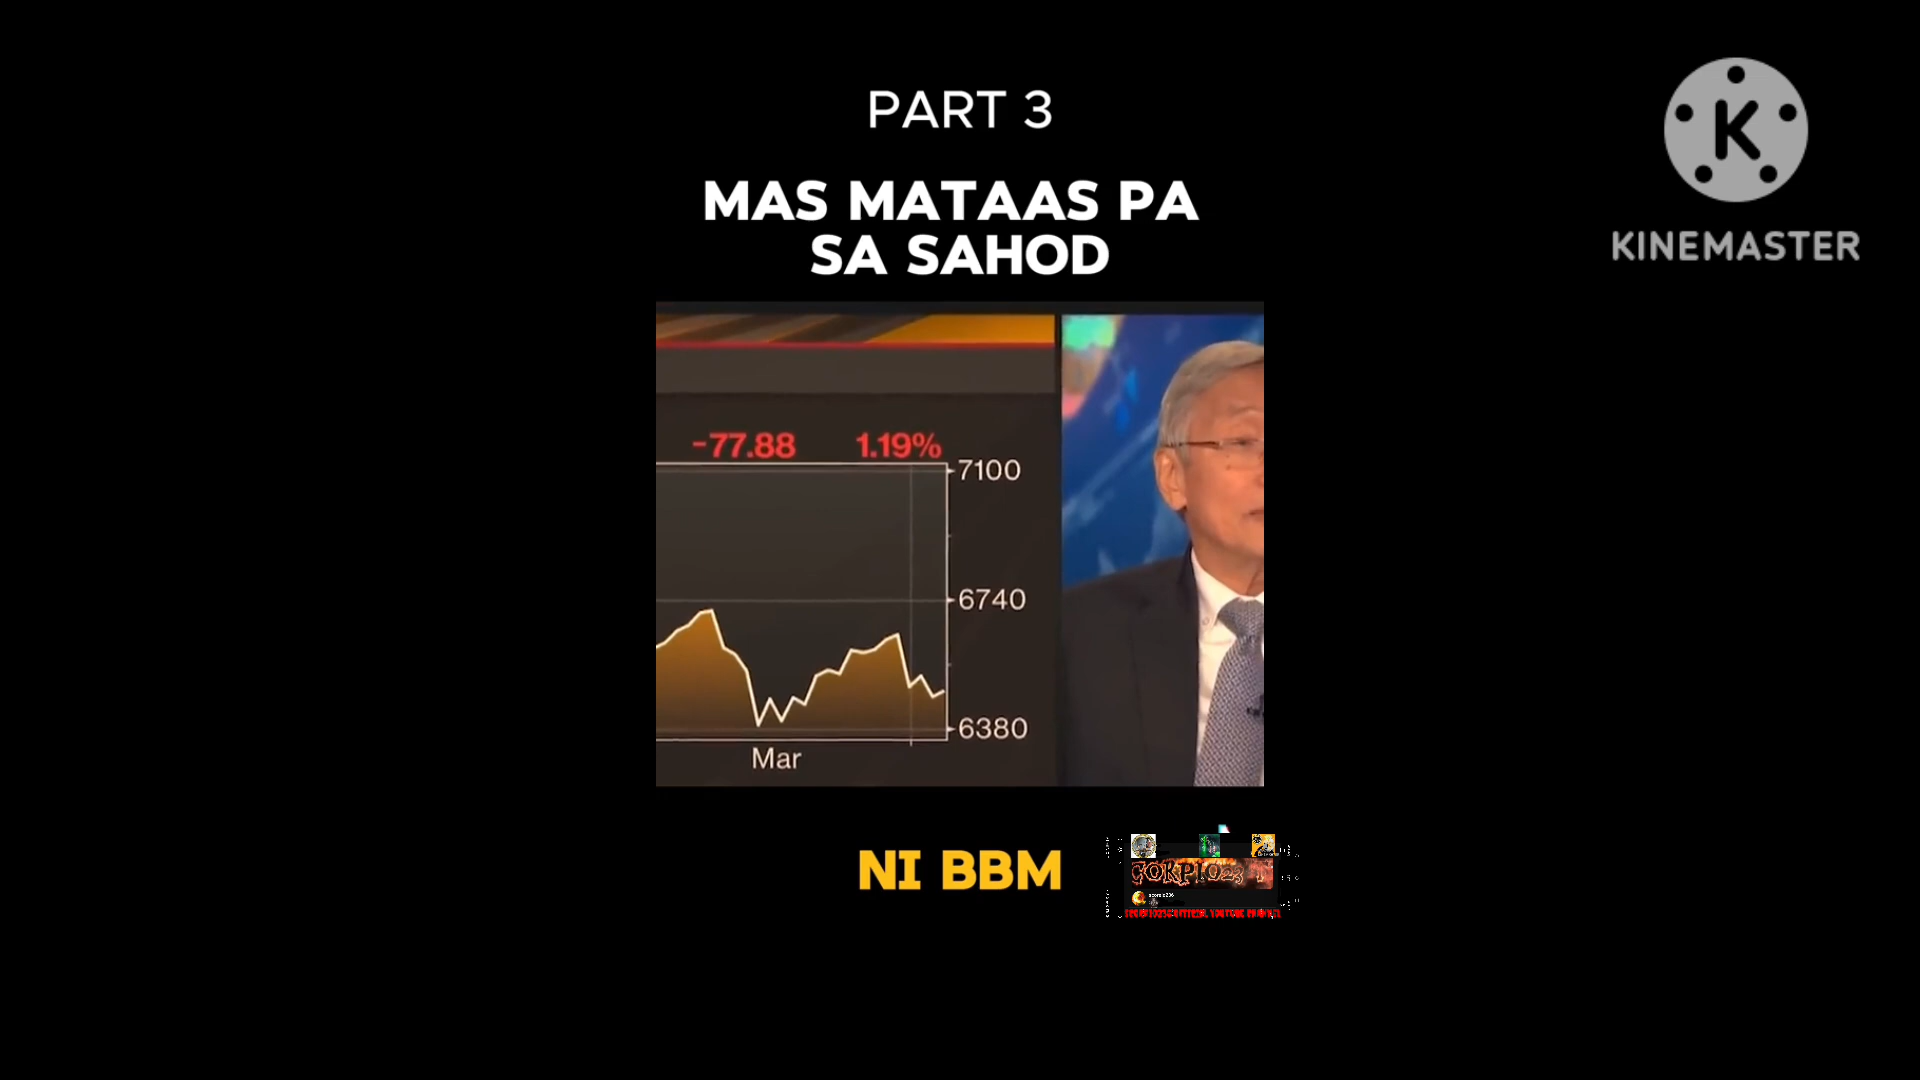 PART 3
MAS MATAAS PA
SA SAHOD
KINEMASTER
-77.88 1.19%
7100
6740
6380
Mar
NI BBM